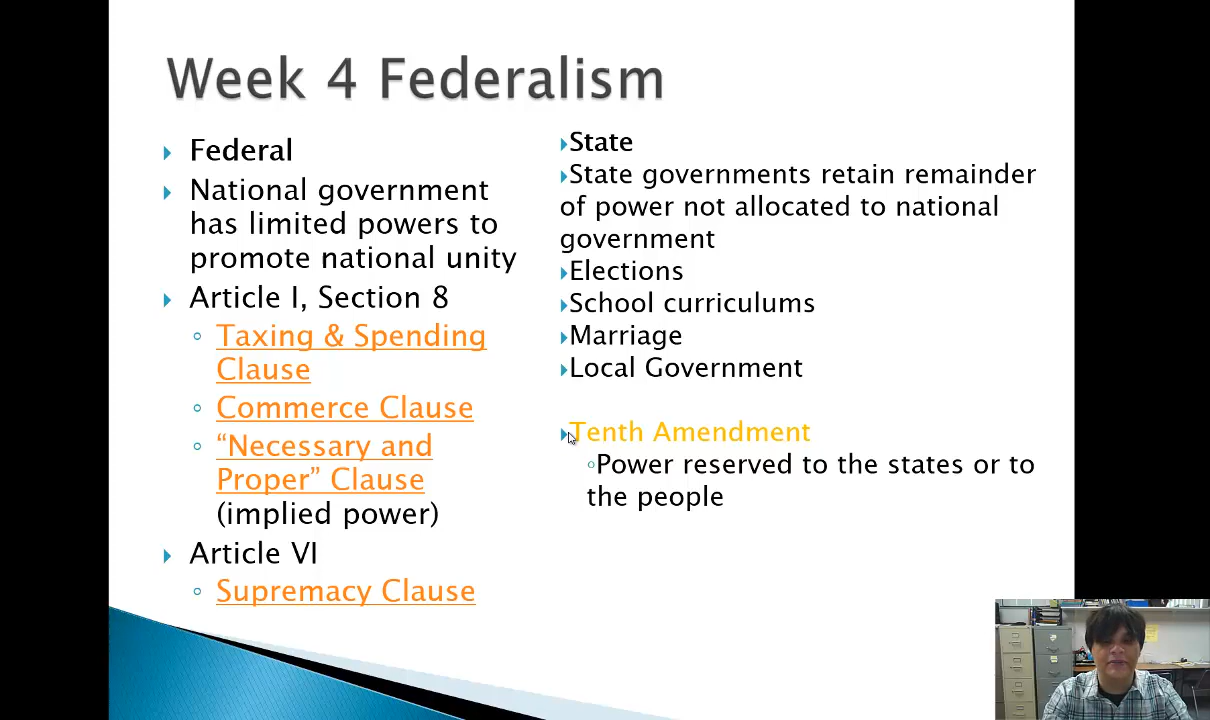 Week 4 Federalism
Federal
National government
has limited powers to
promote national unity
Article I, Section 8
Taxing & Spending
Clause
Commerce Clause
“Necessary and
Proper” Clause
(implied power)
Article VI
Supremacy Clause
State
State governments retain remainder
of power not allocated to national
government
Elections
School curriculums
Marriage
Local Government
Tenth Amendment
Power reserved to the states or to
the people